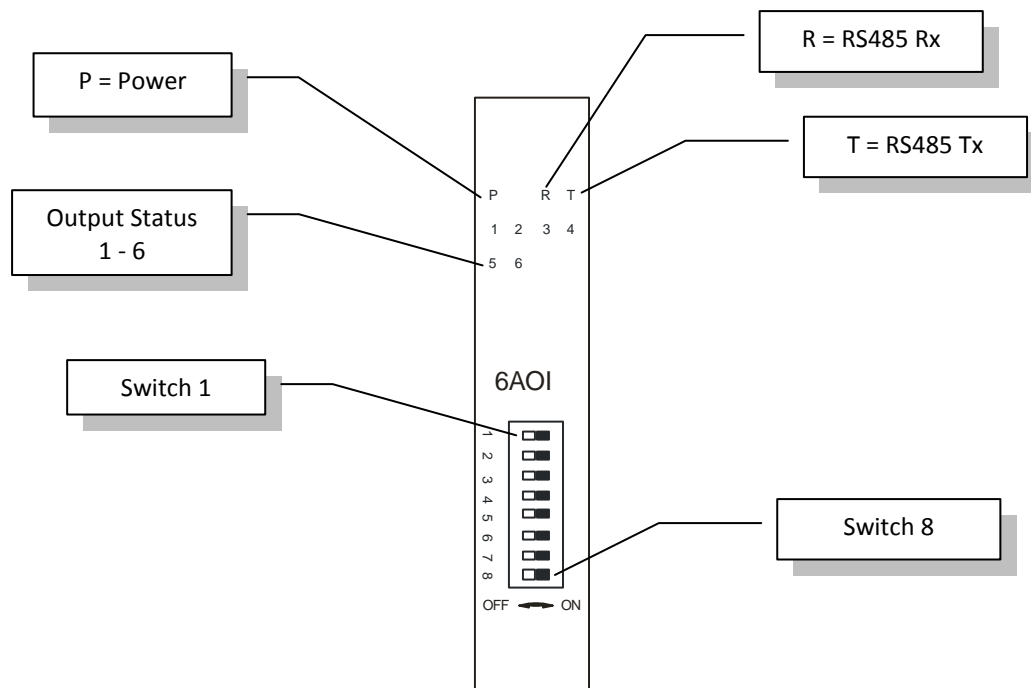 R = RS485 Rx
P = Power
T = RS485 Tx
P R T
Output Status
1 - 6
1 2 3 4
5 6
Switch 1
6AOI
1
2
3
4
5
6
7
8
Switch 8
OFF ON